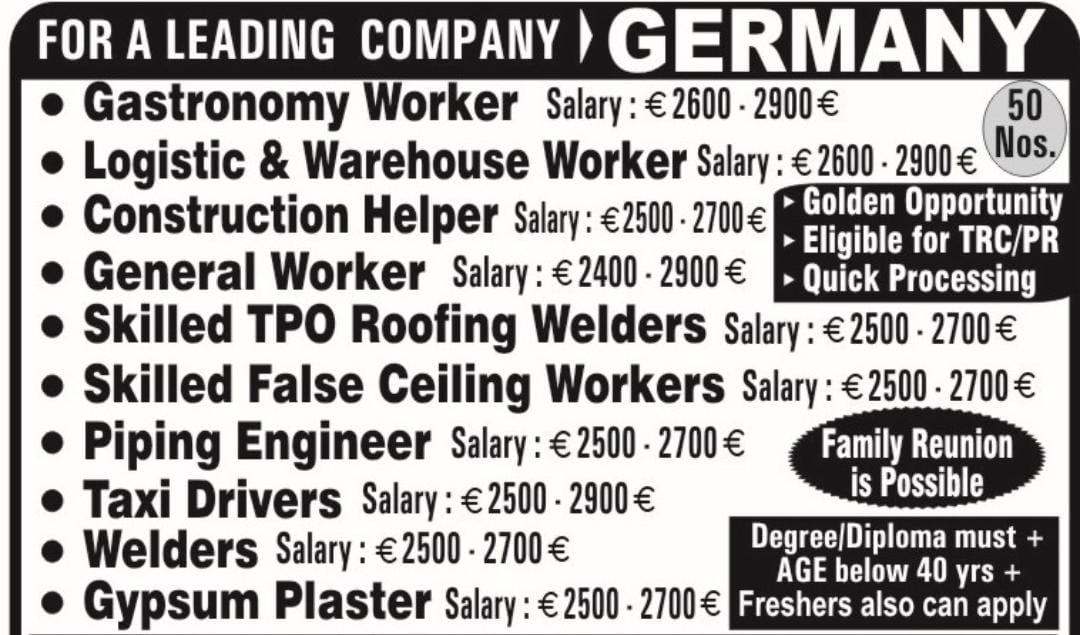 FOR A LEADING COMPANY GERMANY
• Gastronomy Worker Salary : € 2600 - 2900 €
50
Nos.
• Logistic & Warehouse Worker Salary : € 2600 - 2900 €
• Construction Helper Salary : € 2500 - 2700 €
• General Worker Salary : € 2400 - 2900 €
Golden Opportunity
Eligible for TRC/PR
Quick Processing
• Skilled TPO Roofing Welders Salary : € 2500 - 2700 €
• Skilled False Ceiling Workers Salary : € 2500 - 2700 €
• Piping Engineer Salary : € 2500 - 2700 €
Family Reunion
is Possible
• Taxi Drivers Salary : € 2500 - 2900 €
• Welders Salary : € 2500 - 2700 €
• Gypsum Plaster Salary : € 2500 - 2700 €
Degree/Diploma must +
AGE below 40 yrs +
Freshers also can apply